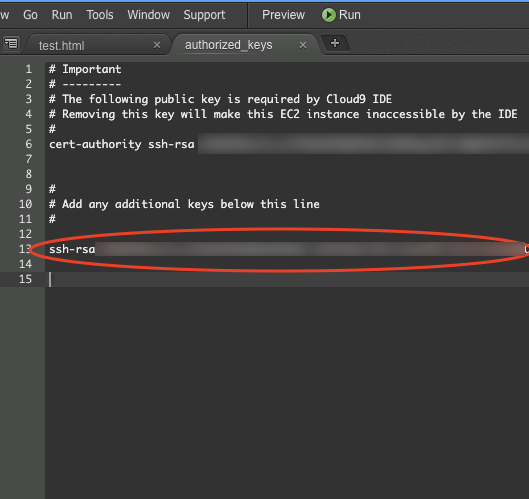 w Go Run Tools Window Support Preview Run
test.html × authorized_keys × +
1 # Important
2 # ---------
3 # The following public key is required by Cloud9 IDE
4 # Removing this key will make this EC2 instance inaccessible by the IDE
5 #
6 cert-authority ssh-rsa
7
8
9 #
10 # Add any additional keys below this line
11 #
12
13 ssh-rsa
14
15